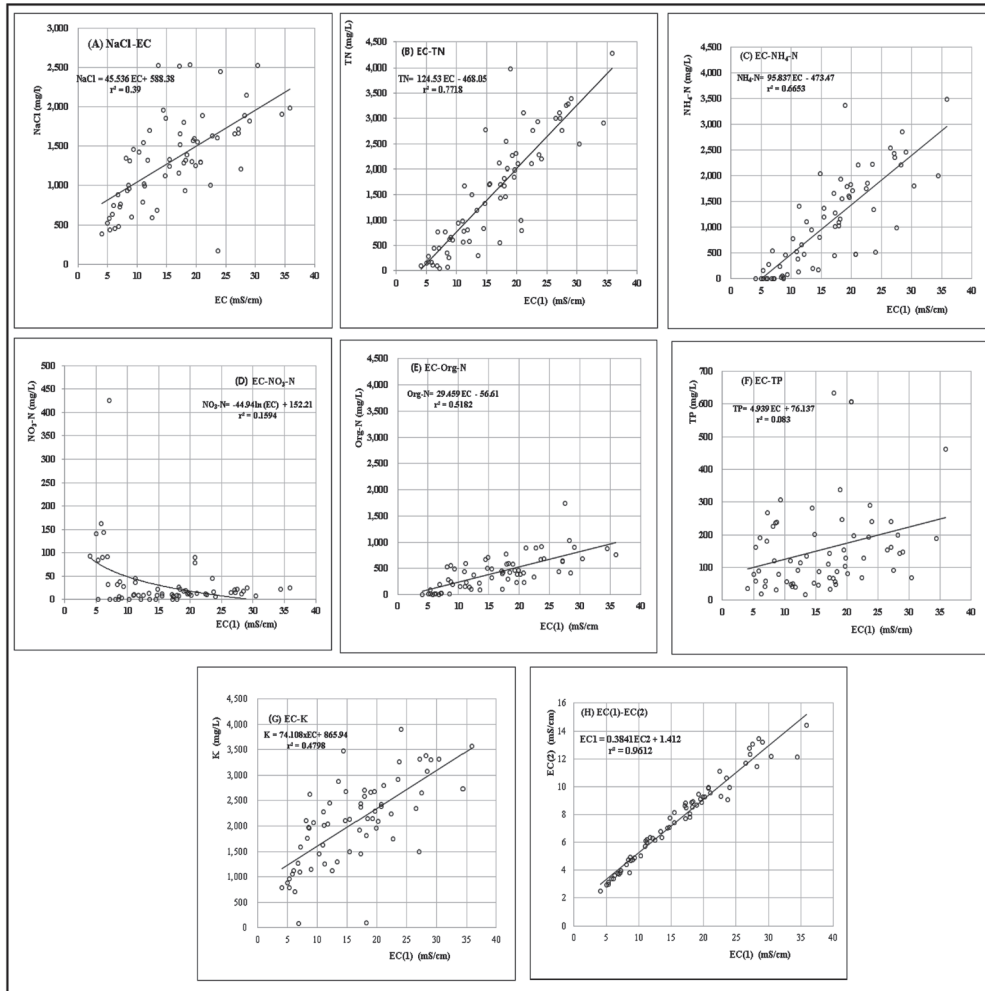 (A) NaCl-EC
NaCl = 45.536 EC + 588.38
r² = 0.39
NaCl (mg/l)
3,000
2,500
2,000
1,500
1,000
500
0
0 5 10 15 20 25 30 35 40
EC (mS/cm)
(B) EC-TN
TN= 124.53 EC - 468.05
r² = 0.7718
TN (mg/L)
4,500
4,000
3,500
3,000
2,500
2,000
1,500
1,000
500
0
0 5 10 15 20 25 30 35 40
EC(1) (mS/cm)
(C) EC-NH₄-N
NH₄-N= 95.837 EC - 473.47
r² = 0.6653
NH₄-N (mg/L)
4,500
4,000
3,500
3,000
2,500
2,000
1,500
1,000
500
0
0 5 10 15 20 25 30 35 40
EC(1) (mS/cm)
(D) EC-NO₃-N
NO₃-N= -44.94ln (EC) + 152.21
r² = 0.1594
NO₃-N (mg/L)
500
450
400
350
300
250
200
150
100
50
0
0 5 10 15 20 25 30 35 40
EC(1) (mS/cm)
(E) EC-Org-N
Org-N= 29.459 EC - 56.61
r² = 0.5182
Org-N (mg/L)
4,500
4,000
3,500
3,000
2,500
2,000
1,500
1,000
500
0
0 5 10 15 20 25 30 35 40
EC(1) (mS/cm
(F) EC-TP
TP= 4.939 EC + 76.137
r² = 0.083
TP (mg/L)
700
600
500
400
300
200
100
0
0 5 10 15 20 25 30 35 40
EC(1) (mS/cm)
(G) EC-K
K = 74.108xEC+ 865.94
r² = 0.4798
K (mg/L)
4,500
4,000
3,500
3,000
2,500
2,000
1,500
1,000
500
0
0 5 10 15 20 25 30 35 40
EC(1) (mS/cm)
(H) EC(1)-EC(2)
EC1 = 0.3841 EC2 + 1.412
r² = 0.9612
EC(2) (mS/cm)
16
14
12
10
8
6
4
2
0
0 5 10 15 20 25 30 35 40
EC(1) (mS/cm)